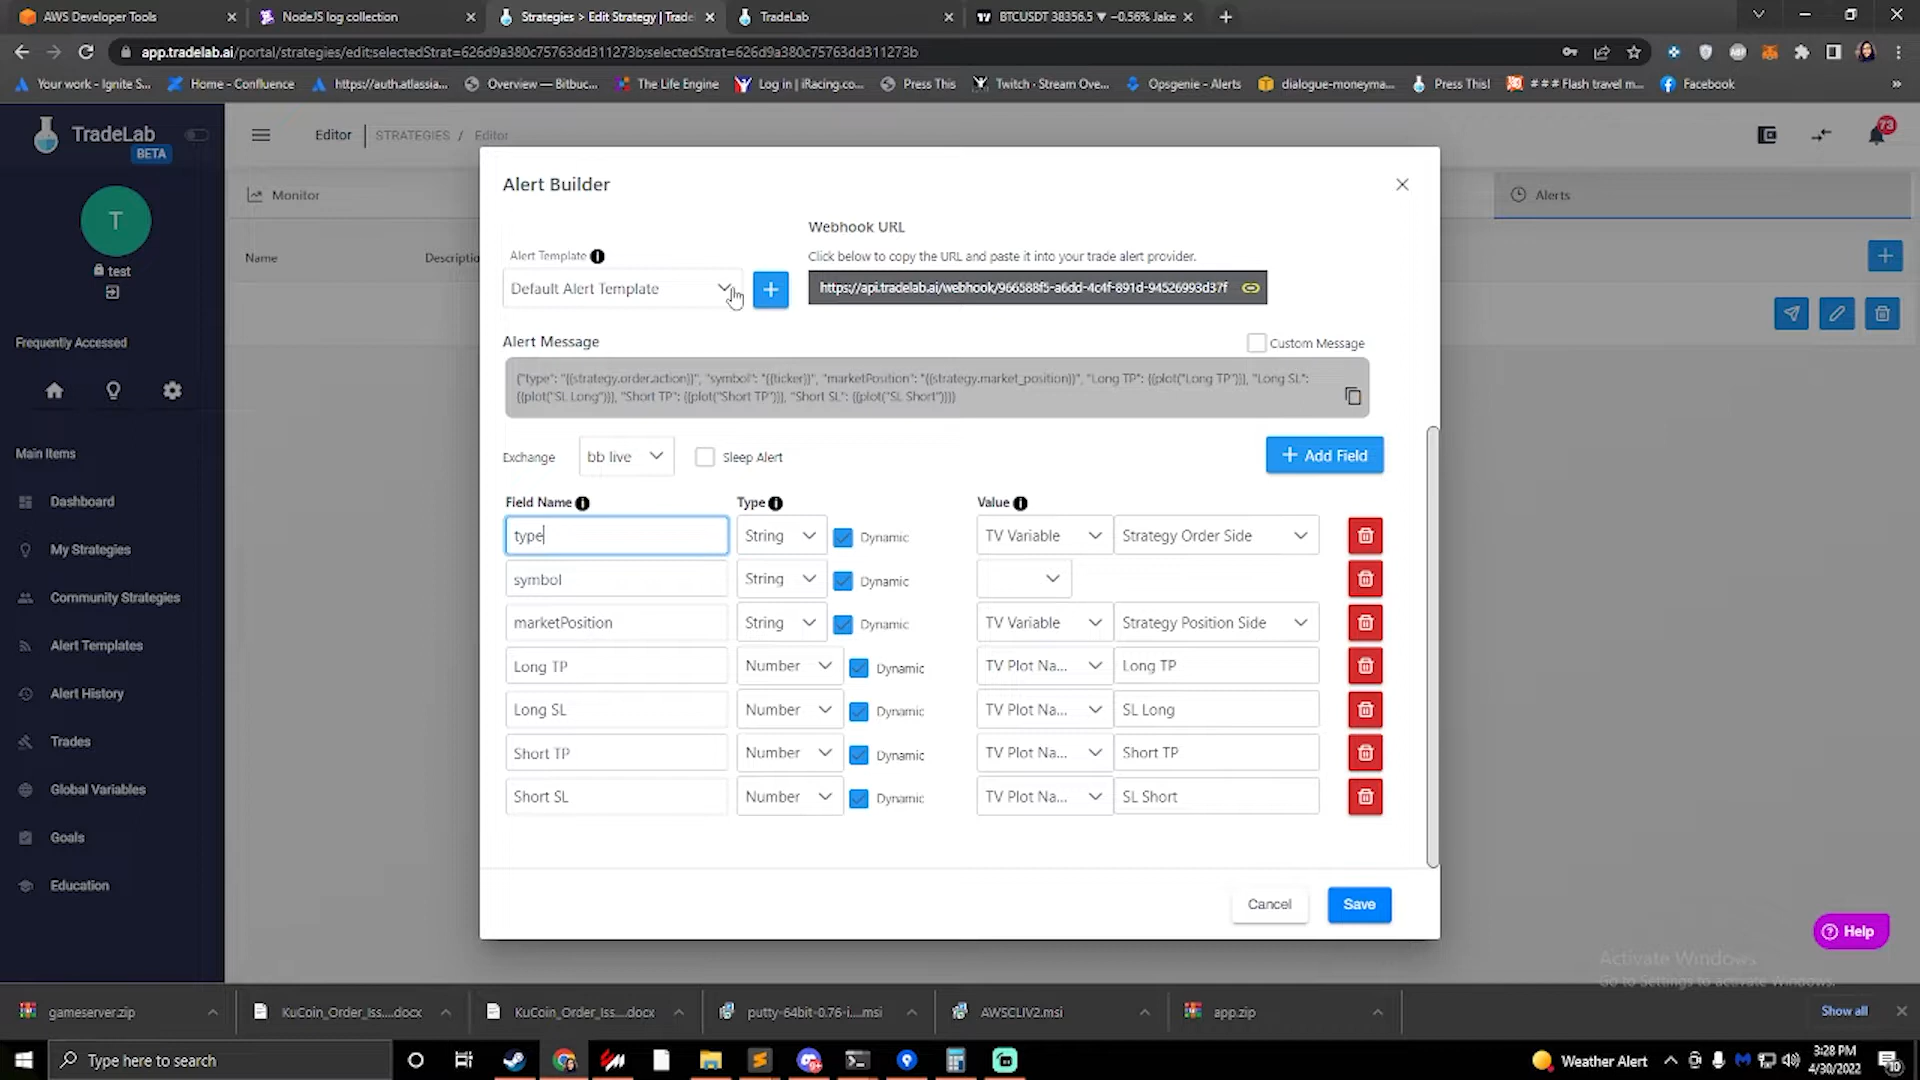 AWS Developer Tools
NodeJS log collection
Strategies > Edit Strategy | Trade
TradeLab
BTCUSDT 38356.5 ▼ −0.56% Jake
app.tradelab.ai/portal/strategies/edit;selectedStrat=626d9a380c75763dd311273b;selectedStrat=626d9a380c75763dd311273b
Your work - Ignite S...
Home - Confluence
https://auth.atlassia...
Overview — Bitbuc...
The Life Engine
Log in | iRacing.co...
Press This
Twitch - Stream Ove...
Opsgenie - Alerts
dialogue-moneyma...
Press This!
# # # Flash travel m...
Facebook
»
TradeLab
BETA
Editor
STRATEGIES / Editor
73
T
test
Monitor
Alerts
Name
Descriptio
Frequently Accessed
Main Items
Dashboard
My Strategies
Community Strategies
Alert Templates
Alert History
Trades
Global Variables
Goals
Education
Alert Builder
Webhook URL
Alert Template
Click below to copy the URL and paste it into your trade alert provider.
Default Alert Template
https://api.tradelab.ai/webhook/966588f5-a6dd-4c4f-891d-94526993d37f
Alert Message
Custom Message
{"type": "{{strategy.order.action}}", "symbol": "{{ticker}}", "marketPosition": "{{strategy.market_position}}", "Long TP": {{plot("Long TP")}}, "Long SL":
{{plot("SL Long")}}, "Short TP": {{plot("Short TP")}}, "Short SL": {{plot("SL Short")}}}
Exchange
bb live
Sleep Alert
+ Add Field
Field Name
Type
Value
type String Dynamic TV Variable Strategy Order Side
symbol String Dynamic
marketPosition String Dynamic TV Variable Strategy Position Side
Long TP Number Dynamic TV Plot Na... Long TP
Long SL Number Dynamic TV Plot Na... SL Long
Short TP Number Dynamic TV Plot Na... Short TP
Short SL Number Dynamic TV Plot Na... SL Short
Cancel
Save
Help
Activate Windows
Go to Settings to activate Windows.
gameserver.zip
KuCoin_Order_Iss....docx
KuCoin_Order_Iss....docx
putty-64bit-0.76-i....msi
AWSCLIV2.msi
app.zip
Show all
Type here to search
Weather Alert
3:28 PM
4/30/2022
10